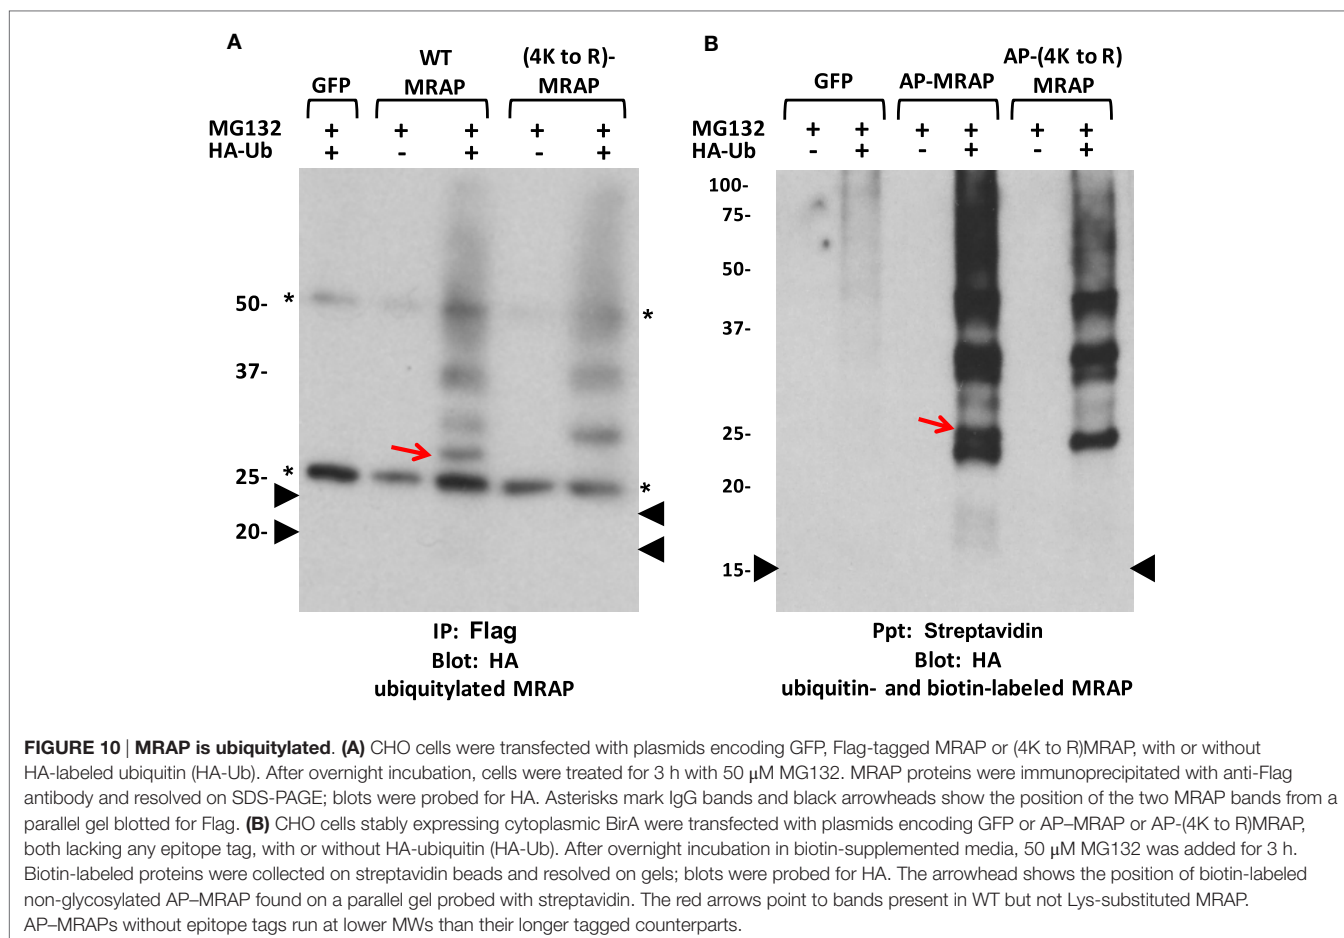 A
B
WT
(4K to R)-
AP-(4K to R)
GFP
MRAP
MRAP
GFP
AP-MRAP
MRAP
MG132 + + + + +
HA-Ub + - + - +
MG132 + + + + + +
HA-Ub - + - + - +
50-
37-
25-
20-
*
*
*
*
100-
75-
50-
37-
25-
20-
15-
IP: Flag
Blot: HA
ubiquitylated MRAP
Ppt: Streptavidin
Blot: HA
ubiquitin- and biotin-labeled MRAP
FIGURE 10 | MRAP is ubiquitylated. (A) CHO cells were transfected with plasmids encoding GFP, Flag-tagged MRAP or (4K to R)MRAP, with or without
HA-labeled ubiquitin (HA-Ub). After overnight incubation, cells were treated for 3 h with 50 μM MG132. MRAP proteins were immunoprecipitated with anti-Flag
antibody and resolved on SDS-PAGE; blots were probed for HA. Asterisks mark IgG bands and black arrowheads show the position of the two MRAP bands from a
parallel gel blotted for Flag. (B) CHO cells stably expressing cytoplasmic BirA were transfected with plasmids encoding GFP or AP–MRAP or AP-(4K to R)MRAP,
both lacking any epitope tag, with or without HA-ubiquitin (HA-Ub). After overnight incubation in biotin-supplemented media, 50 μM MG132 was added for 3 h.
Biotin-labeled proteins were collected on streptavidin beads and resolved on gels; blots were probed for HA. The arrowhead shows the position of biotin-labeled
non-glycosylated AP–MRAP found on a parallel gel probed with streptavidin. The red arrows point to bands present in WT but not Lys-substituted MRAP.
AP–MRAPs without epitope tags run at lower MWs than their longer tagged counterparts.